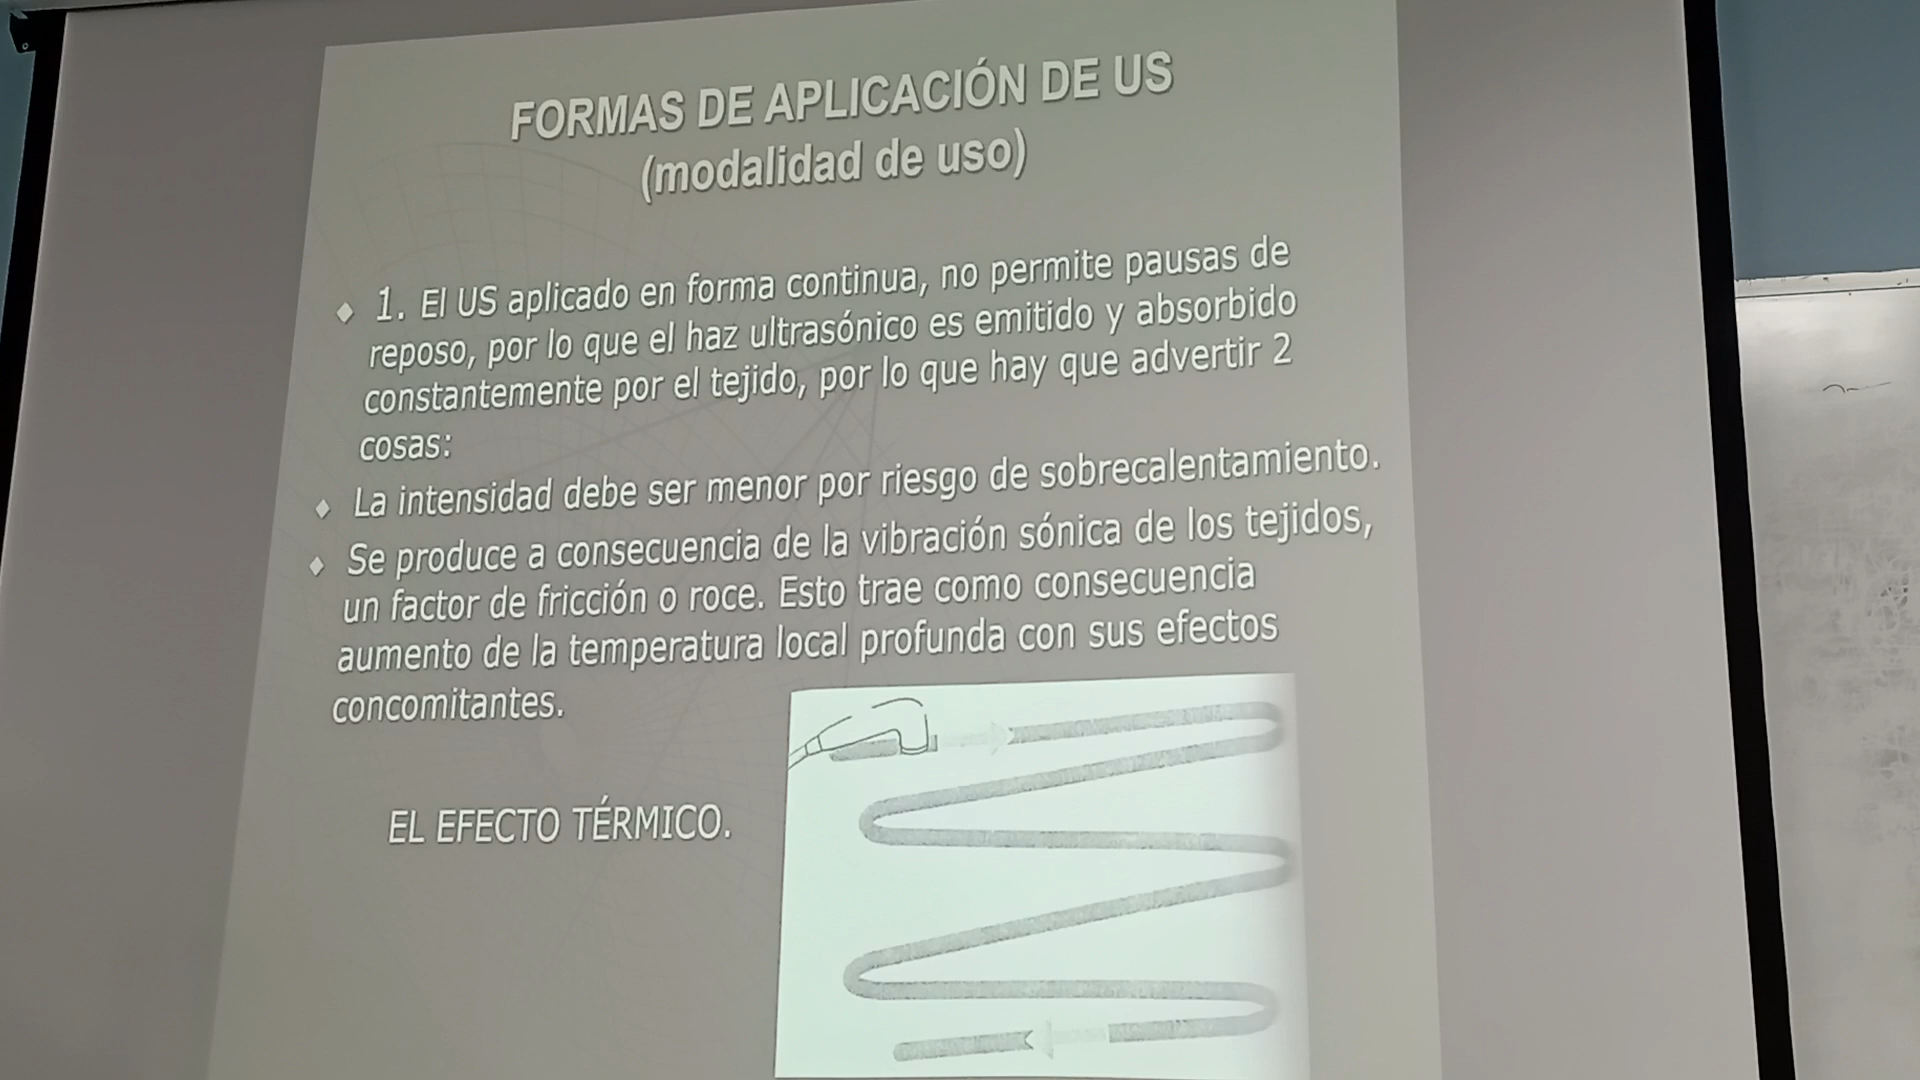 FORMAS DE APLICACIÓN DE US
(modalidad de uso)
1. El US aplicado en forma continua, no permite pausas de
reposo, por lo que el haz ultrasónico es emitido y absorbido
constantemente por el tejido, por lo que hay que advertir 2
cosas:
La intensidad debe ser menor por riesgo de sobrecalentamiento.
Se produce a consecuencia de la vibración sónica de los tejidos,
un factor de fricción o roce. Esto trae como consecuencia
aumento de la temperatura local profunda con sus efectos
concomitantes.
EL EFECTO TÉRMICO.